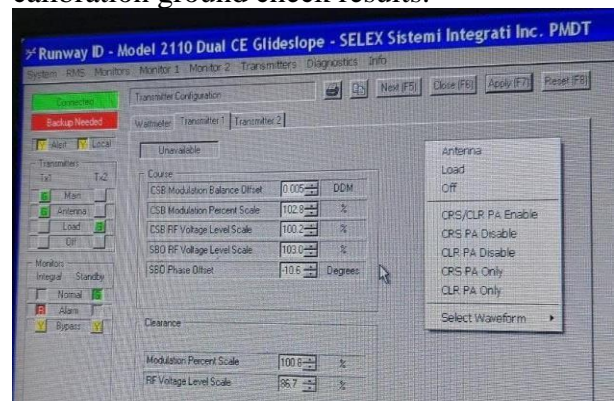 calibration ground check results.
Runway ID - Model 2110 Dual CE Glideslope - SELEX Sistemi Integrati Inc. PMDT
System RMS Monitors Monitor 1 Monitor 2 Transmitters Diagnostics Info
Connected
Backup Needed
Transmitter Configuration
Next (F5) Close (F6) Apply (F7) Reset (F8)
Wattmeter Transmitter 1 Transmitter 2
Y Alert Y Local
Unavailable
Transmitters
Tx1 Tx2
Main
Antenna
Load
Off
Monitors
Integral Standby
Normal
Alarm
Y Bypass Y
Course
CSB Modulation Balance Offset 0.005 DDM
CSB Modulation Percent Scale 102.8 %
CSB RF Voltage Level Scale 100.2 %
SBO RF Voltage Level Scale 103.0 %
SBO Phase Offset -10.6 Degrees
Clearance
Modulation Percent Scale 100.8 %
RF Voltage Level Scale 86.7 %
Antenna
Load
Off
CRS/CLR PA Enable
CRS PA Disable
CLR PA Disable
CRS PA Only
CLR PA Only
Select Waveform